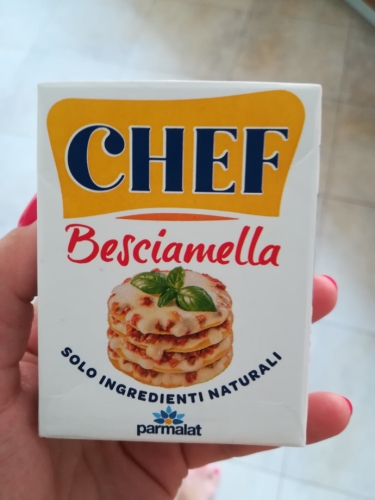 CHEF
Besciamella
SOLO INGREDIENTI NATURALI
parmalat